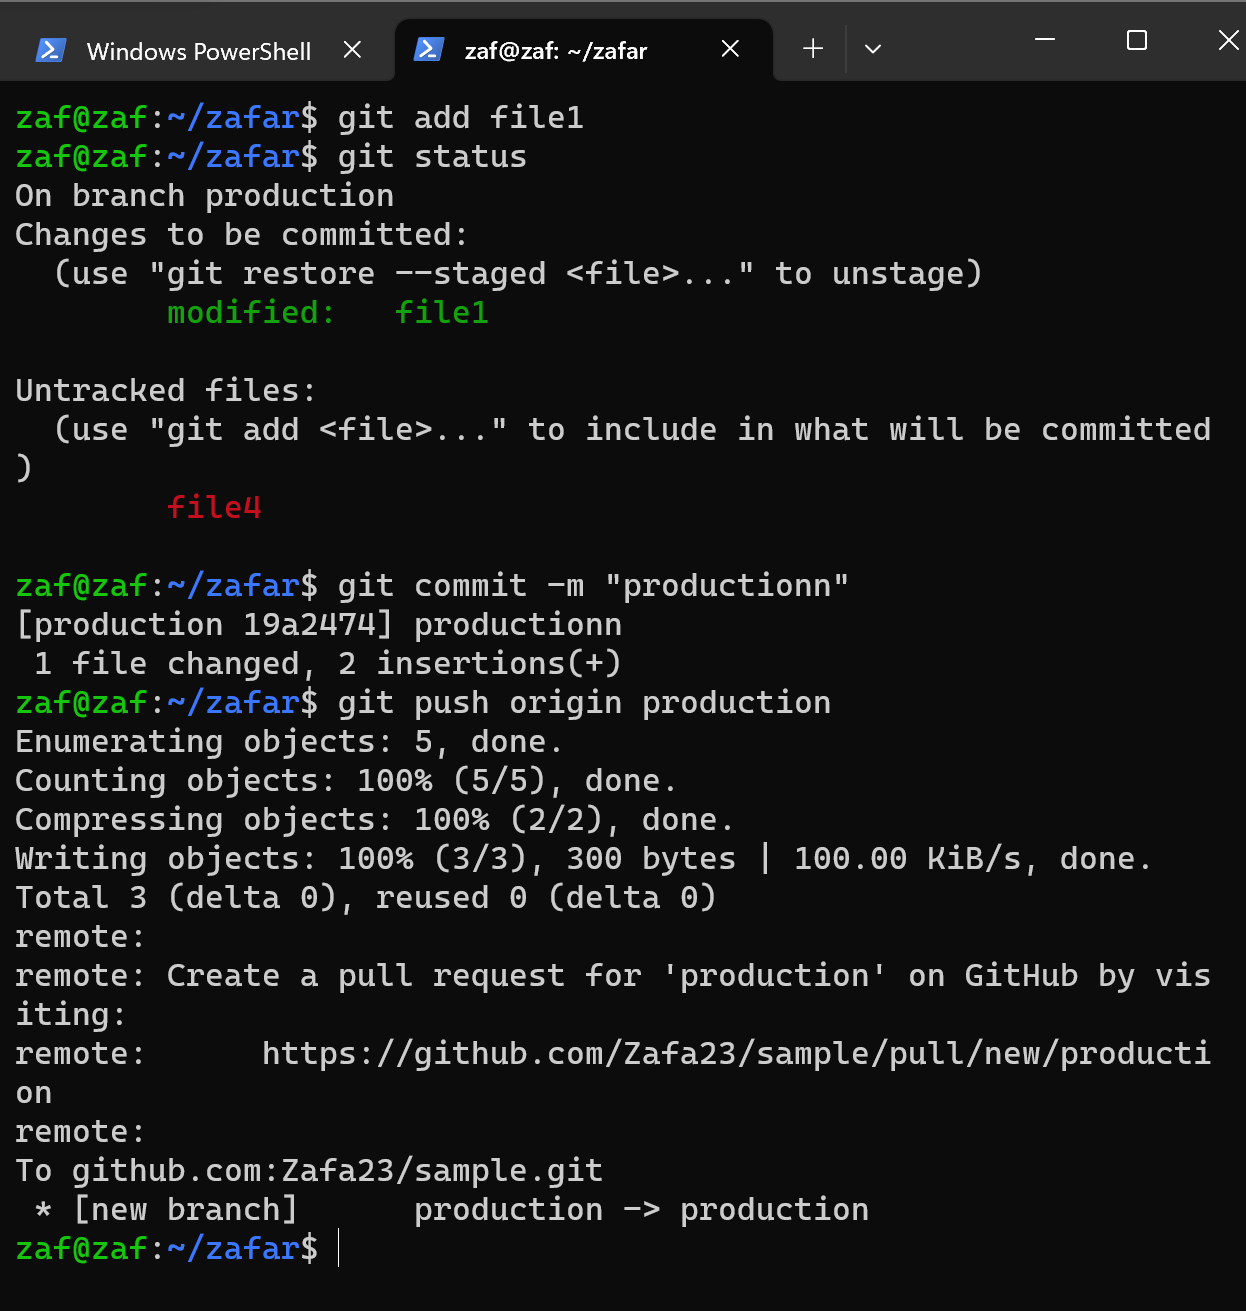 Windows PowerShell
zaf@zaf: ~/zafar
zaf@zaf:~/zafar$ git add file1
zaf@zaf:~/zafar$ git status
On branch production
Changes to be committed:
  (use "git restore --staged <file>..." to unstage)
        modified:   file1

Untracked files:
  (use "git add <file>..." to include in what will be committed
)
        file4

zaf@zaf:~/zafar$ git commit -m "productionn"
[production 19a2474] productionn
 1 file changed, 2 insertions(+)
zaf@zaf:~/zafar$ git push origin production
Enumerating objects: 5, done.
Counting objects: 100% (5/5), done.
Compressing objects: 100% (2/2), done.
Writing objects: 100% (3/3), 300 bytes | 100.00 KiB/s, done.
Total 3 (delta 0), reused 0 (delta 0)
remote:
remote: Create a pull request for 'production' on GitHub by vis
iting:
remote:      https://github.com/Zafa23/sample/pull/new/producti
on
remote:
To github.com:Zafa23/sample.git
 * [new branch]      production -> production
zaf@zaf:~/zafar$